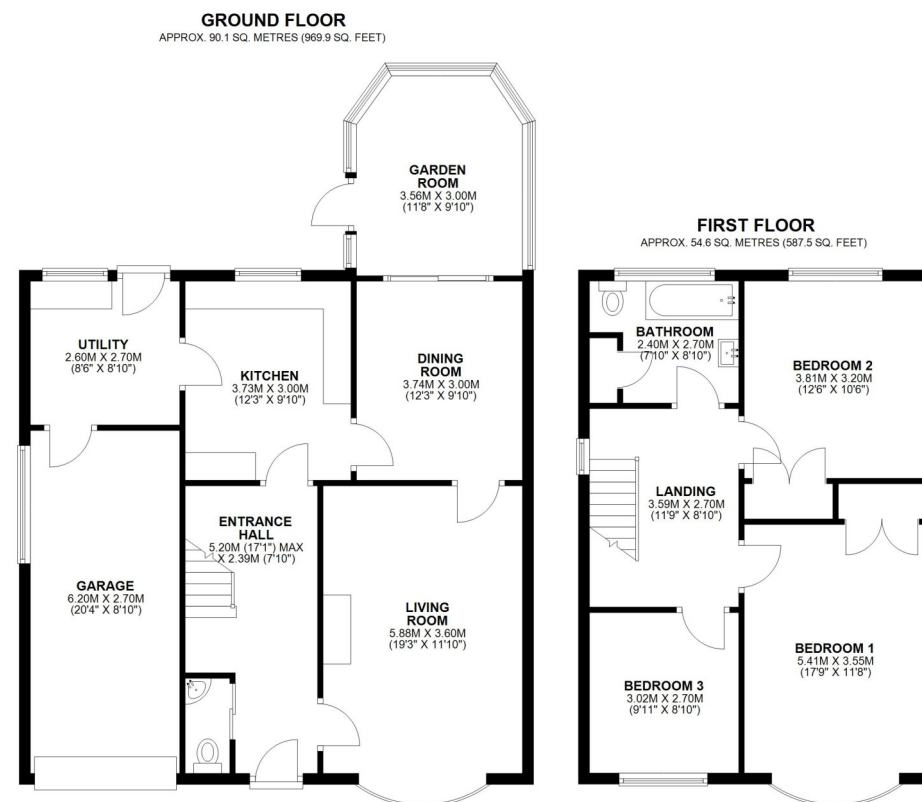 GROUND FLOOR
APPROX. 90.1 SQ. METRES (969.9 SQ. FEET)
GARDEN
ROOM
3.56M X 3.00M
(11'8" X 9'10")
UTILITY
2.60M X 2.70M
(8'6" X 8'10")
KITCHEN
3.73M X 3.00M
(12'3" X 9'10")
DINING
ROOM
3.74M X 3.00M
(12'3" X 9'10")
ENTRANCE
HALL
5.20M (17'1") MAX
X 2.39M (7'10")
GARAGE
6.20M X 2.70M
(20'4" X 8'10")
LIVING
ROOM
5.88M X 3.60M
(19'3" X 11'10")
FIRST FLOOR
APPROX. 54.6 SQ. METRES (587.5 SQ. FEET)
BATHROOM
2.40M X 2.70M
(7'10" X 8'10")
BEDROOM 2
3.81M X 3.20M
(12'6" X 10'6")
LANDING
3.59M X 2.70M
(11'9" X 8'10")
BEDROOM 1
5.41M X 3.55M
(17'9" X 11'8")
BEDROOM 3
3.02M X 2.70M
(9'11" X 8'10")